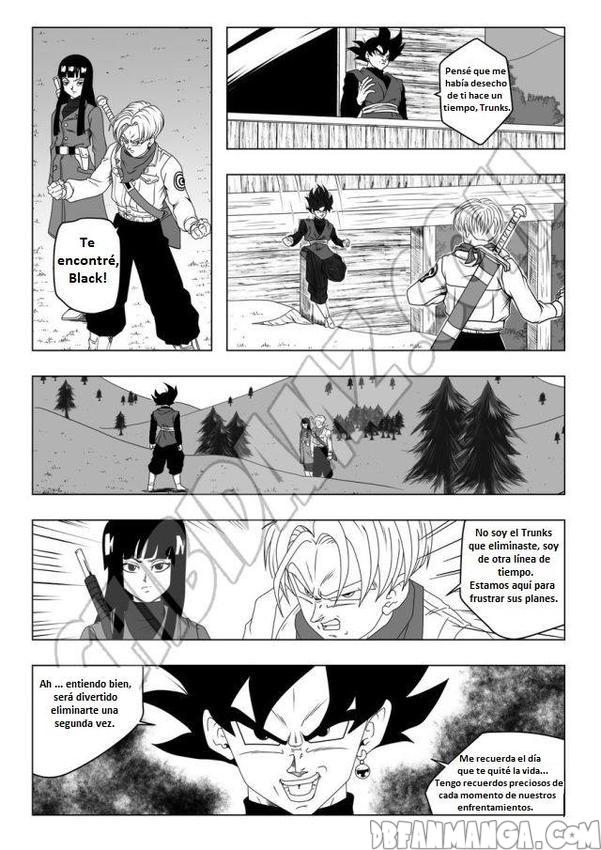 Te
encontré,
Black!
Pensé que me
había desecho
de ti hace un
tiempo, Trunks.
No soy el Trunks
que eliminaste, soy
de otra línea de
tiempo.
Estamos aquí para
frustrar sus planes.
Ah ... entiendo bien,
será divertido
eliminarte una
segunda vez.
Me recuerda el día
que te quité la vida...
Tengo recuerdos preciosos de
cada momento de nuestros
enfrentamientos.
DBFANMANGA.COM